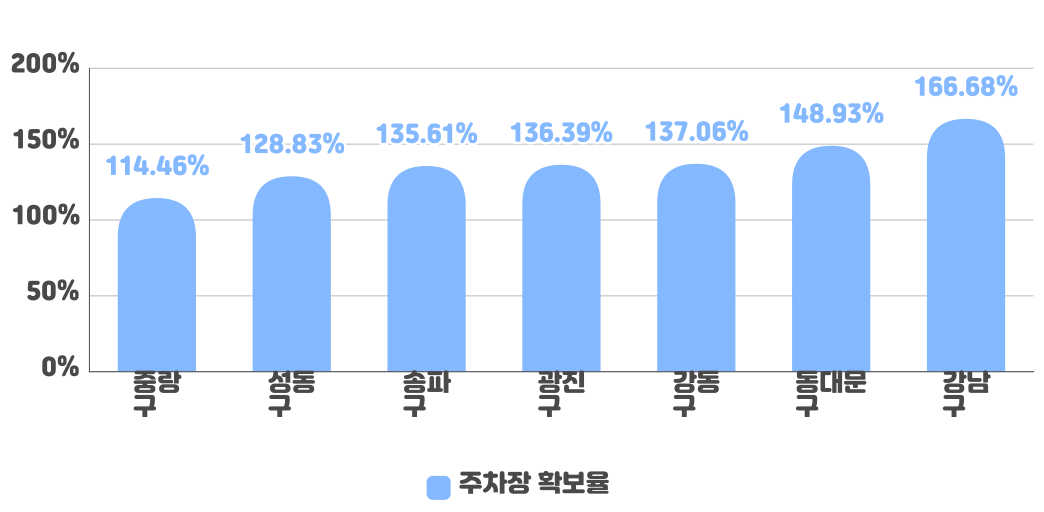 200%
150%
100%
50%
0%
114.46%
128.83%
135.61%
136.39%
137.06%
148.93%
166.68%
중랑
구
성동
구
송파
구
광진
구
강동
구
동대문
구
강남
구
주차장 확보율